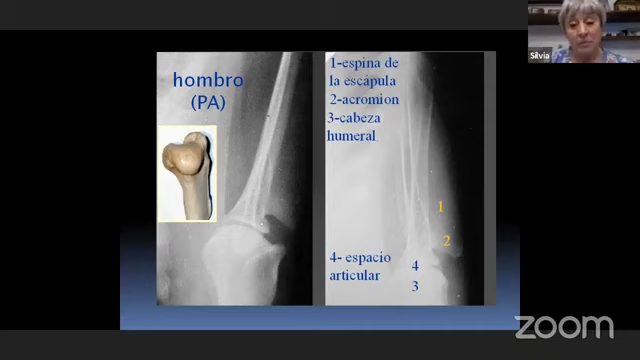 Silvia
hombro
(PA)
1-espina de
la escápula
2-acromion
3-cabeza
humeral
1
2
4- espacio
articular
4
3
zoom